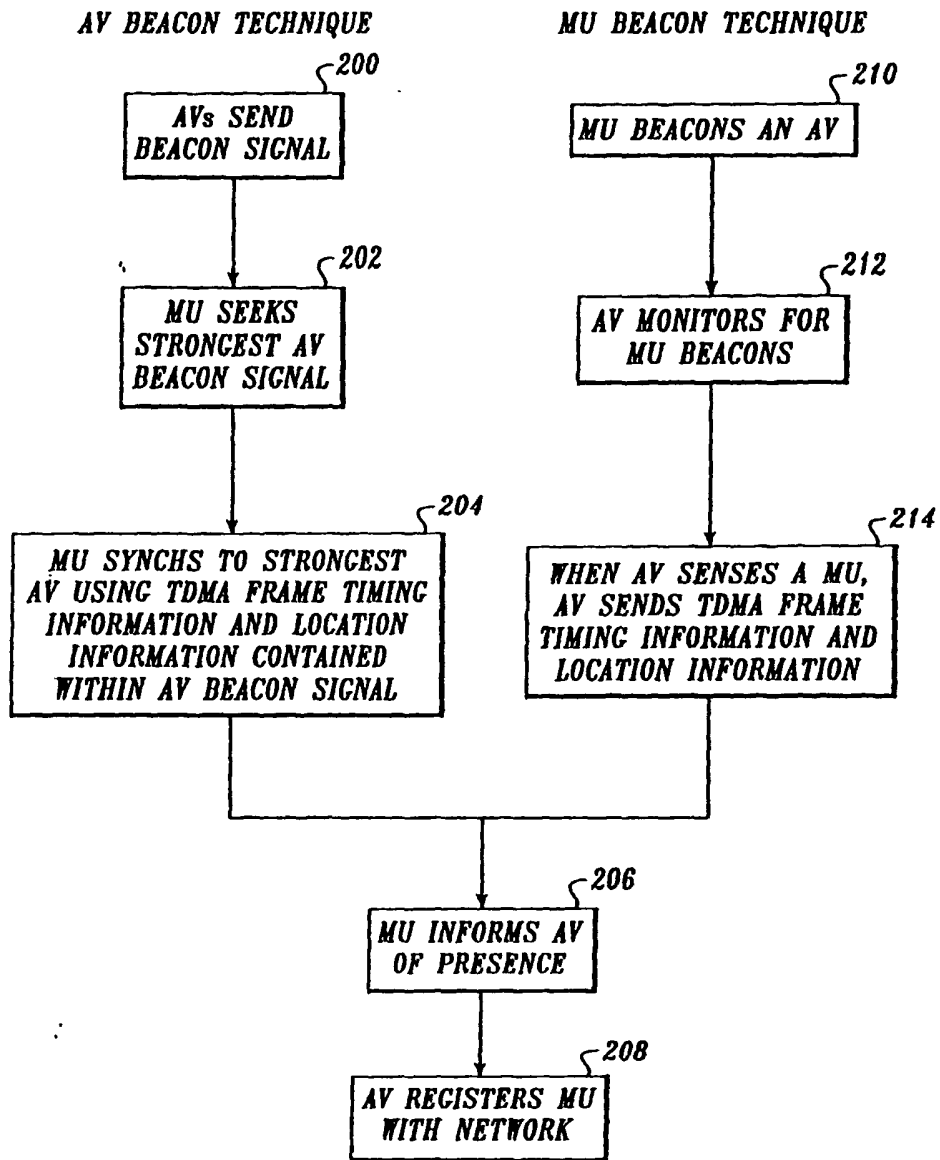 AV BEACON TECHNIQUE
200
AVs SEND
BEACON SIGNAL
202
MU SEEKS
STRONGEST AV
BEACON SIGNAL
204
MU SYNCHS TO STRONGEST
AV USING TDMA FRAME TIMING
INFORMATION AND LOCATION
INFORMATION CONTAINED
WITHIN AV BEACON SIGNAL
MU BEACON TECHNIQUE
210
MU BEACONS AN AV
212
AV MONITORS FOR
MU BEACONS
214
WHEN AV SENSES A MU,
AV SENDS TDMA FRAME
TIMING INFORMATION AND
LOCATION INFORMATION
206
MU INFORMS AV
OF PRESENCE
208
AV REGISTERS MU
WITH NETWORK